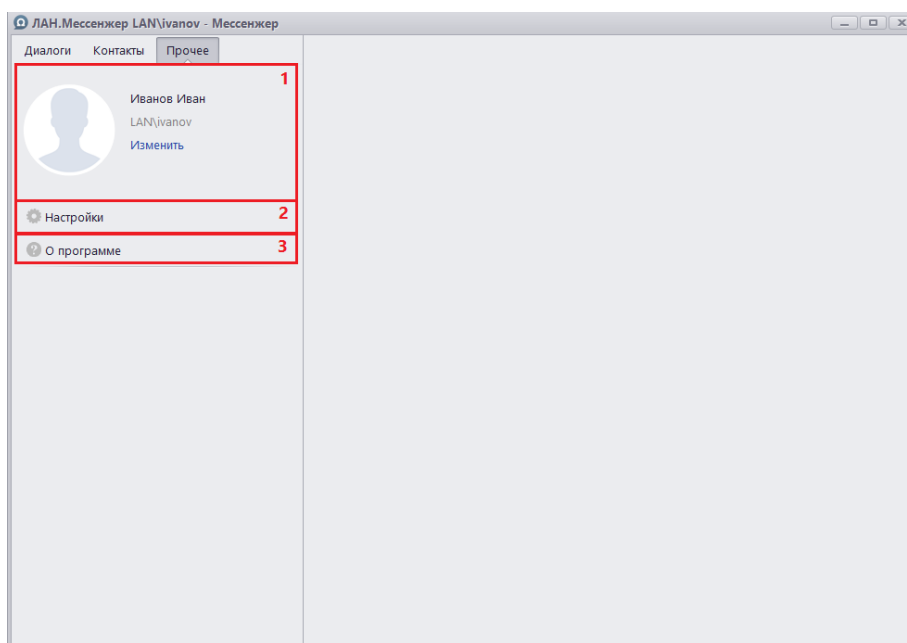 ЛАН.Мессенжер LAN\ivanov - Мессенжер
Диалоги Контакты Прочее
1
Иванов Иван
LAN\ivanov
Изменить
Настройки 2
? О программе 3